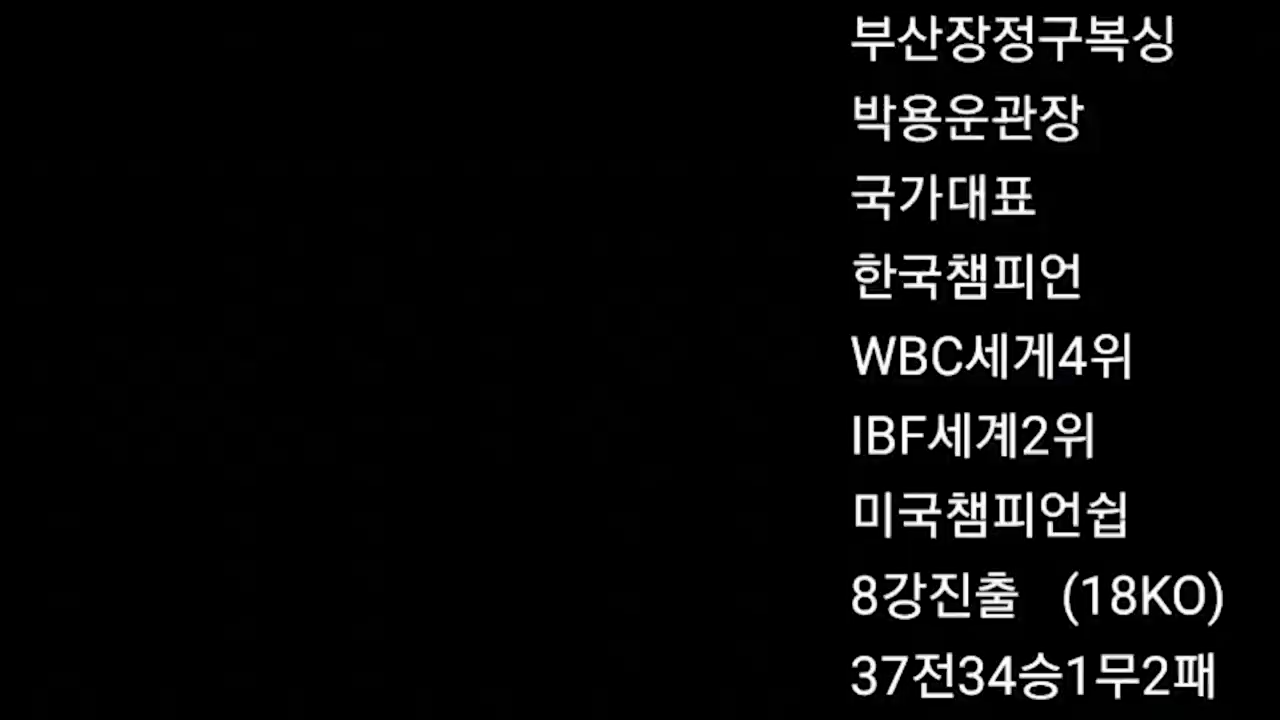 부산장정구복싱
박용운관장
국가대표
한국챔피언
WBC세게4위
IBF세계2위
미국챔피언쉽
8강진출 (18KO)
37전34승1무2패